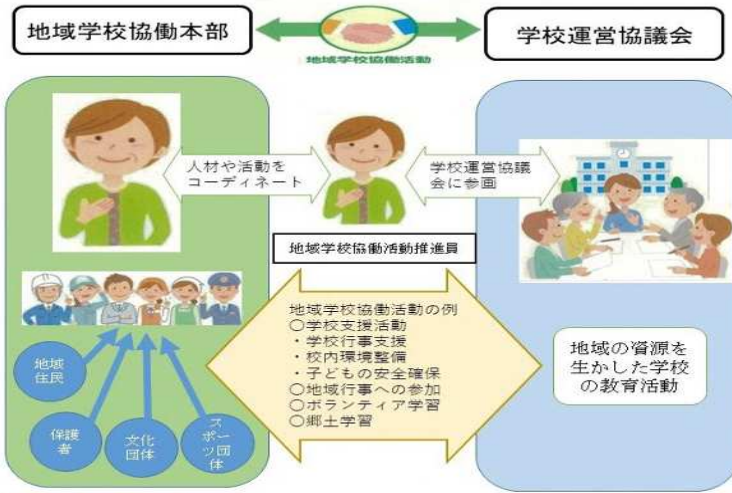 地域学校協働本部
地域学校協働活動
学校運営協議会
人材や活動を
コーディネート
学校運営協議
会に参画
地域学校協働活動推進員
地域学校協働活動の例
○学校支援活動
・学校行事支援
・校内環境整備
・子どもの安全確保
○地域行事への参加
○ボランティア学習
○郷土学習
地域の資源を
生かした学校
の教育活動
地域
住民
保護
者
文化
団体
ス
ポー
ツ団
体